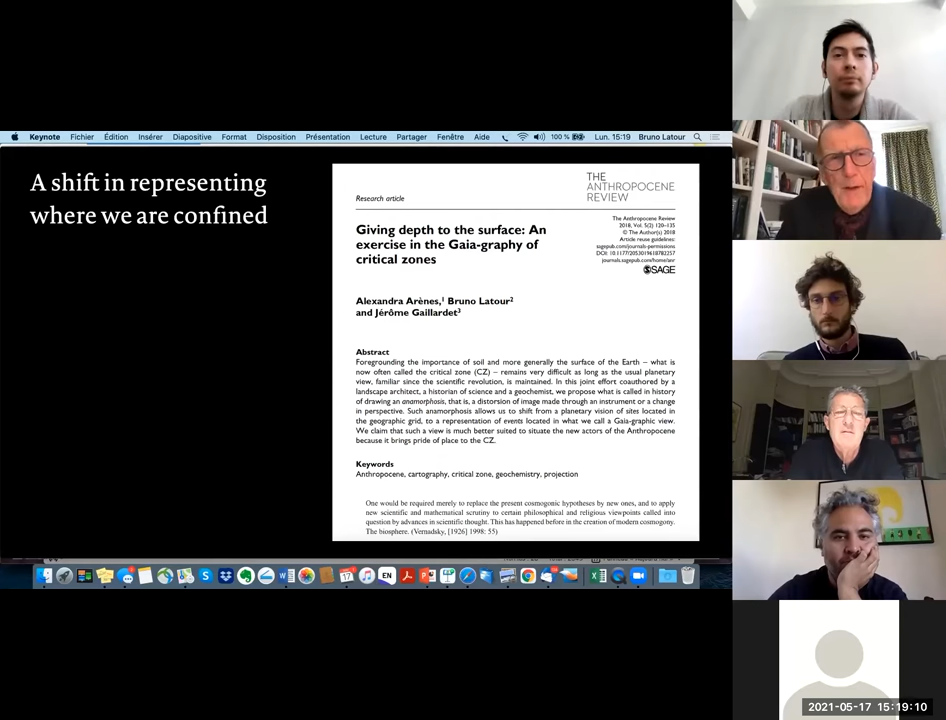 Keynote Fichier Édition Insérer Diapositive Format Disposition Présentation Lecture Partager Fenêtre Aide 100 % Lun. 15:19 Bruno Latour
A shift in representing
where we are confined
THE
ANTHROPOCENE
REVIEW
Research article
The Anthropocene Review
2018, Vol. 5(2) 120–135
© The Author(s) 2018
Article reuse guidelines:
sagepub.com/journals-permissions
DOI: 10.1177/2053019618782257
journals.sagepub.com/home/anr
SAGE
Giving depth to the surface: An
exercise in the Gaia-graphy of
critical zones
Alexandra Arènes,1 Bruno Latour2
and Jérôme Gaillardet3
Abstract
Foregrounding the importance of soil and more generally the surface of the Earth – what is
now often called the critical zone (CZ) – remains very difficult as long as the usual planetary
view, familiar since the scientific revolution, is maintained. In this joint effort coauthored by a
landscape architect, a historian of science and a geochemist, we propose what is called in history
of drawing an anamorphosis, that is, a distorsion of image made through an instrument or a change
in perspective. Such anamorphosis allows us to shift from a planetary vision of sites located in
the geographic grid, to a representation of events located in what we call a Gaia-graphic view.
We claim that such a view is much better suited to situate the new actors of the Anthropocene
because it brings pride of place to the CZ.
Keywords
Anthropocene, cartography, critical zone, geochemistry, projection
One would be required merely to replace the present cosmogonic hypotheses by new ones, and to apply
new scientific and mathematical scrutiny to certain philosophical and religious viewpoints called into
question by advances in scientific thought. This has happened before in the creation of modern cosmogony.
The biosphere. (Vernadsky, [1926] 1998: 55)
17
EN
2021-05-17 15:19:10